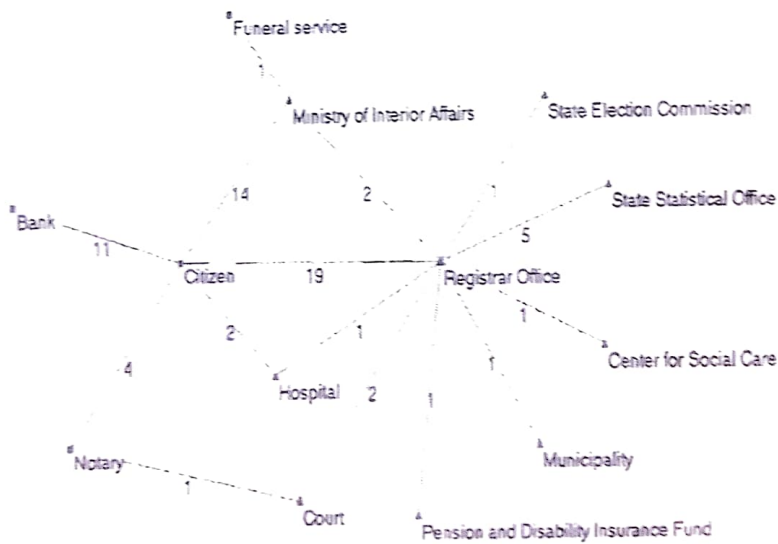 Funeral service
1
Ministry of Interior Affairs
State Election Commission
14
2
1
State Statistical Office
Bank
5
11
Citizen
19
Registrar Office
2
1
1
4
Center for Social Care
1
Hospital
2
1
Notary
Municipality
1
Court
Pension and Disability Insurance Fund